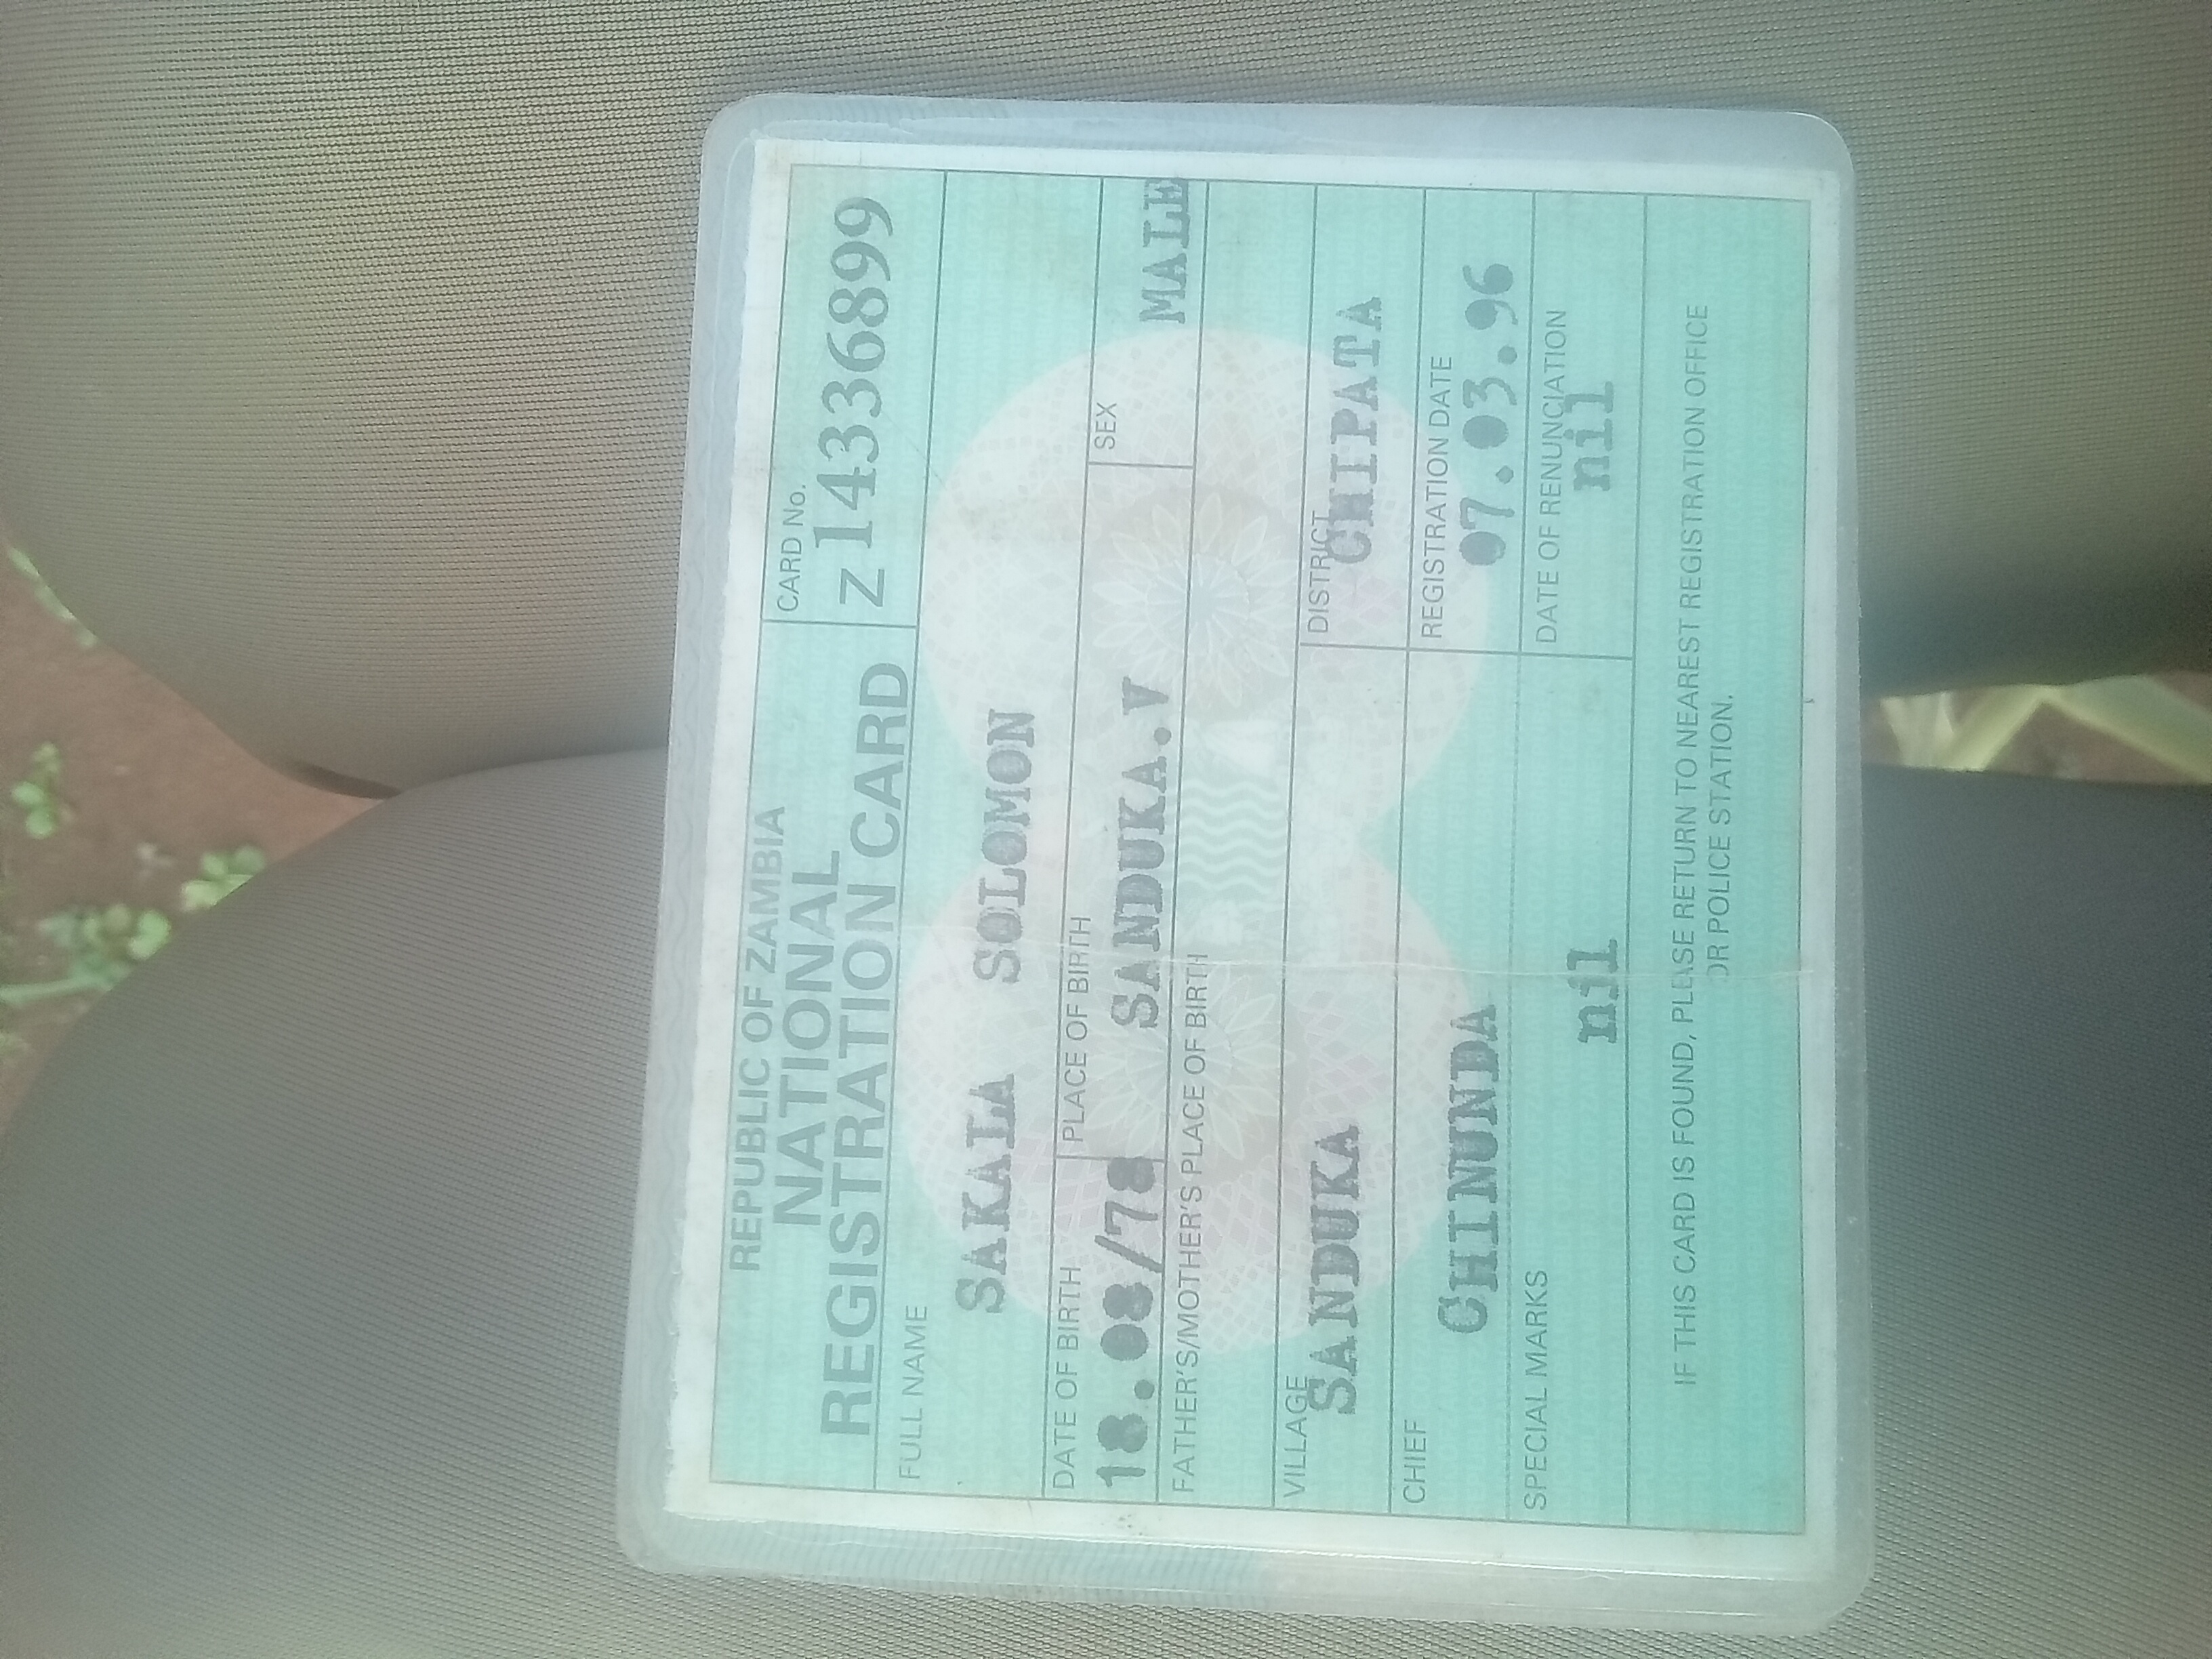 REPUBLIC OF ZAMBIA
NATIONAL
REGISTRATION CARD
CARD No.
Z 14336899
FULL NAME
SAKALA SOLOMON
DATE OF BIRTH
18.08/78
PLACE OF BIRTH
SANDUKA.V
SEX
MALE
FATHER'S/MOTHER'S PLACE OF BIRTH
VILLAGE
SANDUKA
DISTRICT
CHIPATA
CHIEF
CHINUNDA
REGISTRATION DATE
07.03.96
SPECIAL MARKS
nil
DATE OF RENUNCIATION
nil
IF THIS CARD IS FOUND, PLEASE RETURN TO NEAREST REGISTRATION OFFICE
OR POLICE STATION.